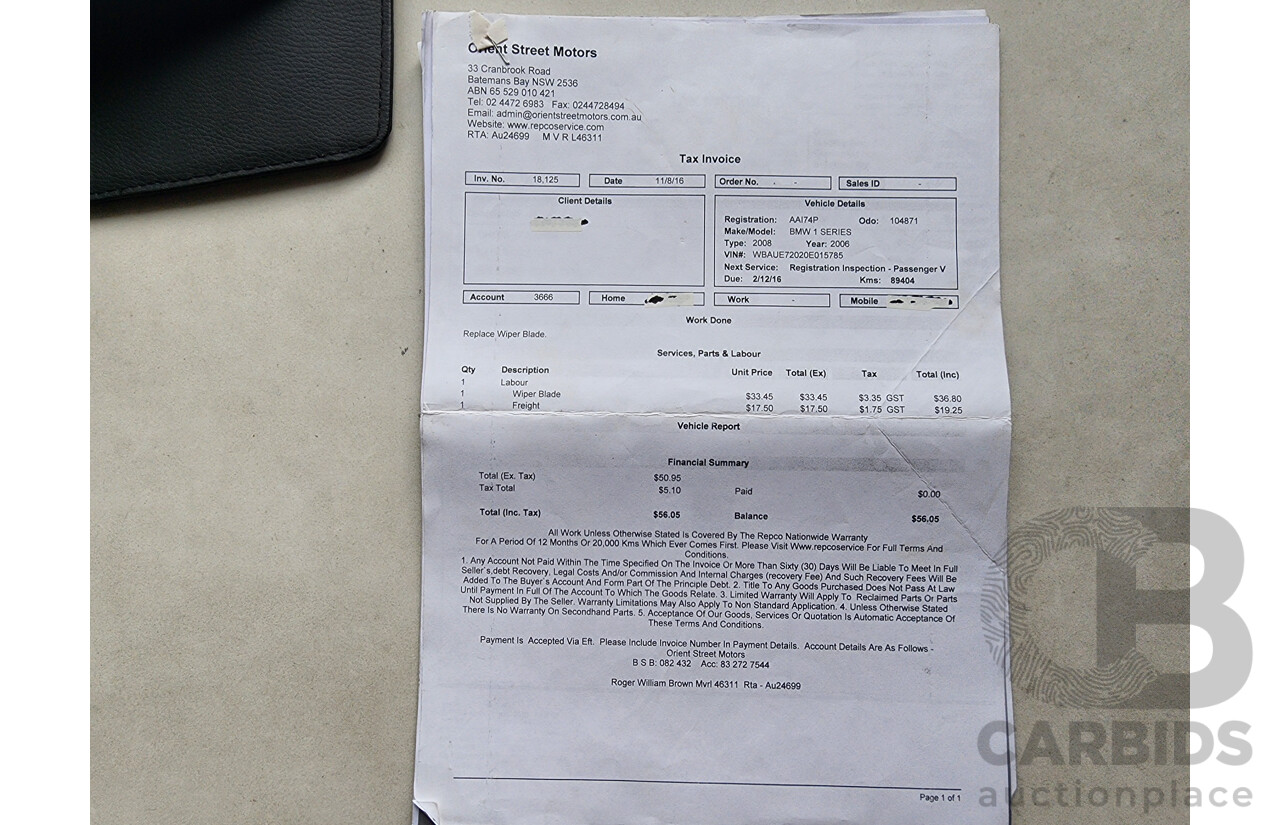 Orient Street Motors
33 Cranbrook Road
Batemans Bay NSW 2536
ABN 65 529 010 421
Tel: 02 4472 6983 Fax: 0244728494
Email: admin@orientstreetmotors.com.au
Website: www.repcoservice.com
RTA: Au24699 M V R L46311
Tax Invoice
Inv. No. 18,125 Date 11/8/16 Order No. - - Sales ID -
Client Details Vehicle Details
Registration: AAI74P Odo: 104871
Make/Model: BMW 1 SERIES
Type: 2008 Year: 2006
VIN#: WBAUE72020E015785
Next Service: Registration Inspection - Passenger V
Due: 2/12/16 Kms: 89404
Account 3666 Home Work - Mobile
Work Done
Replace Wiper Blade.
Services, Parts & Labour
Qty Description Unit Price Total (Ex) Tax Total (Inc)
1 Labour
1 Wiper Blade $33.45 $33.45 $3.35 GST $36.80
1 Freight $17.50 $17.50 $1.75 GST $19.25
Vehicle Report
Financial Summary
Total (Ex. Tax) $50.95
Tax Total $5.10 Paid $0.00
Total (Inc. Tax) $56.05 Balance $56.05
All Work Unless Otherwise Stated Is Covered By The Repco Nationwide Warranty
For A Period Of 12 Months Or 20,000 Kms Which Ever Comes First. Please Visit Www.repcoservice For Full Terms And
Conditions.
1. Any Account Not Paid Within The Time Specified On The Invoice Or More Than Sixty (30) Days Will Be Liable To Meet In Full
Seller's,debt Recovery, Legal Costs And/or Commission And Internal Charges (recovery Fee) And Such Recovery Fees Will Be
Added To The Buyer's Account And Form Part Of The Principle Debt. 2. Title To Any Goods Purchased Does Not Pass At Law
Until Payment In Full Of The Account To Which The Goods Relate. 3. Limited Warranty Will Apply To Reclaimed Parts Or Parts
Not Supplied By The Seller. Warranty Limitations May Also Apply To Non Standard Application. 4. Unless Otherwise Stated
There Is No Warranty On Secondhand Parts. 5. Acceptance Of Our Goods, Services Or Quotation Is Automatic Acceptance Of
These Terms And Conditions.
Payment Is Accepted Via Eft. Please Include Invoice Number In Payment Details. Account Details Are As Follows -
Orient Street Motors
B S B: 082 432 Acc: 83 272 7544
Roger William Brown Mvrl 46311 Rta - Au24699
Page 1 of 1
CB
CARBIDS
auctionplace